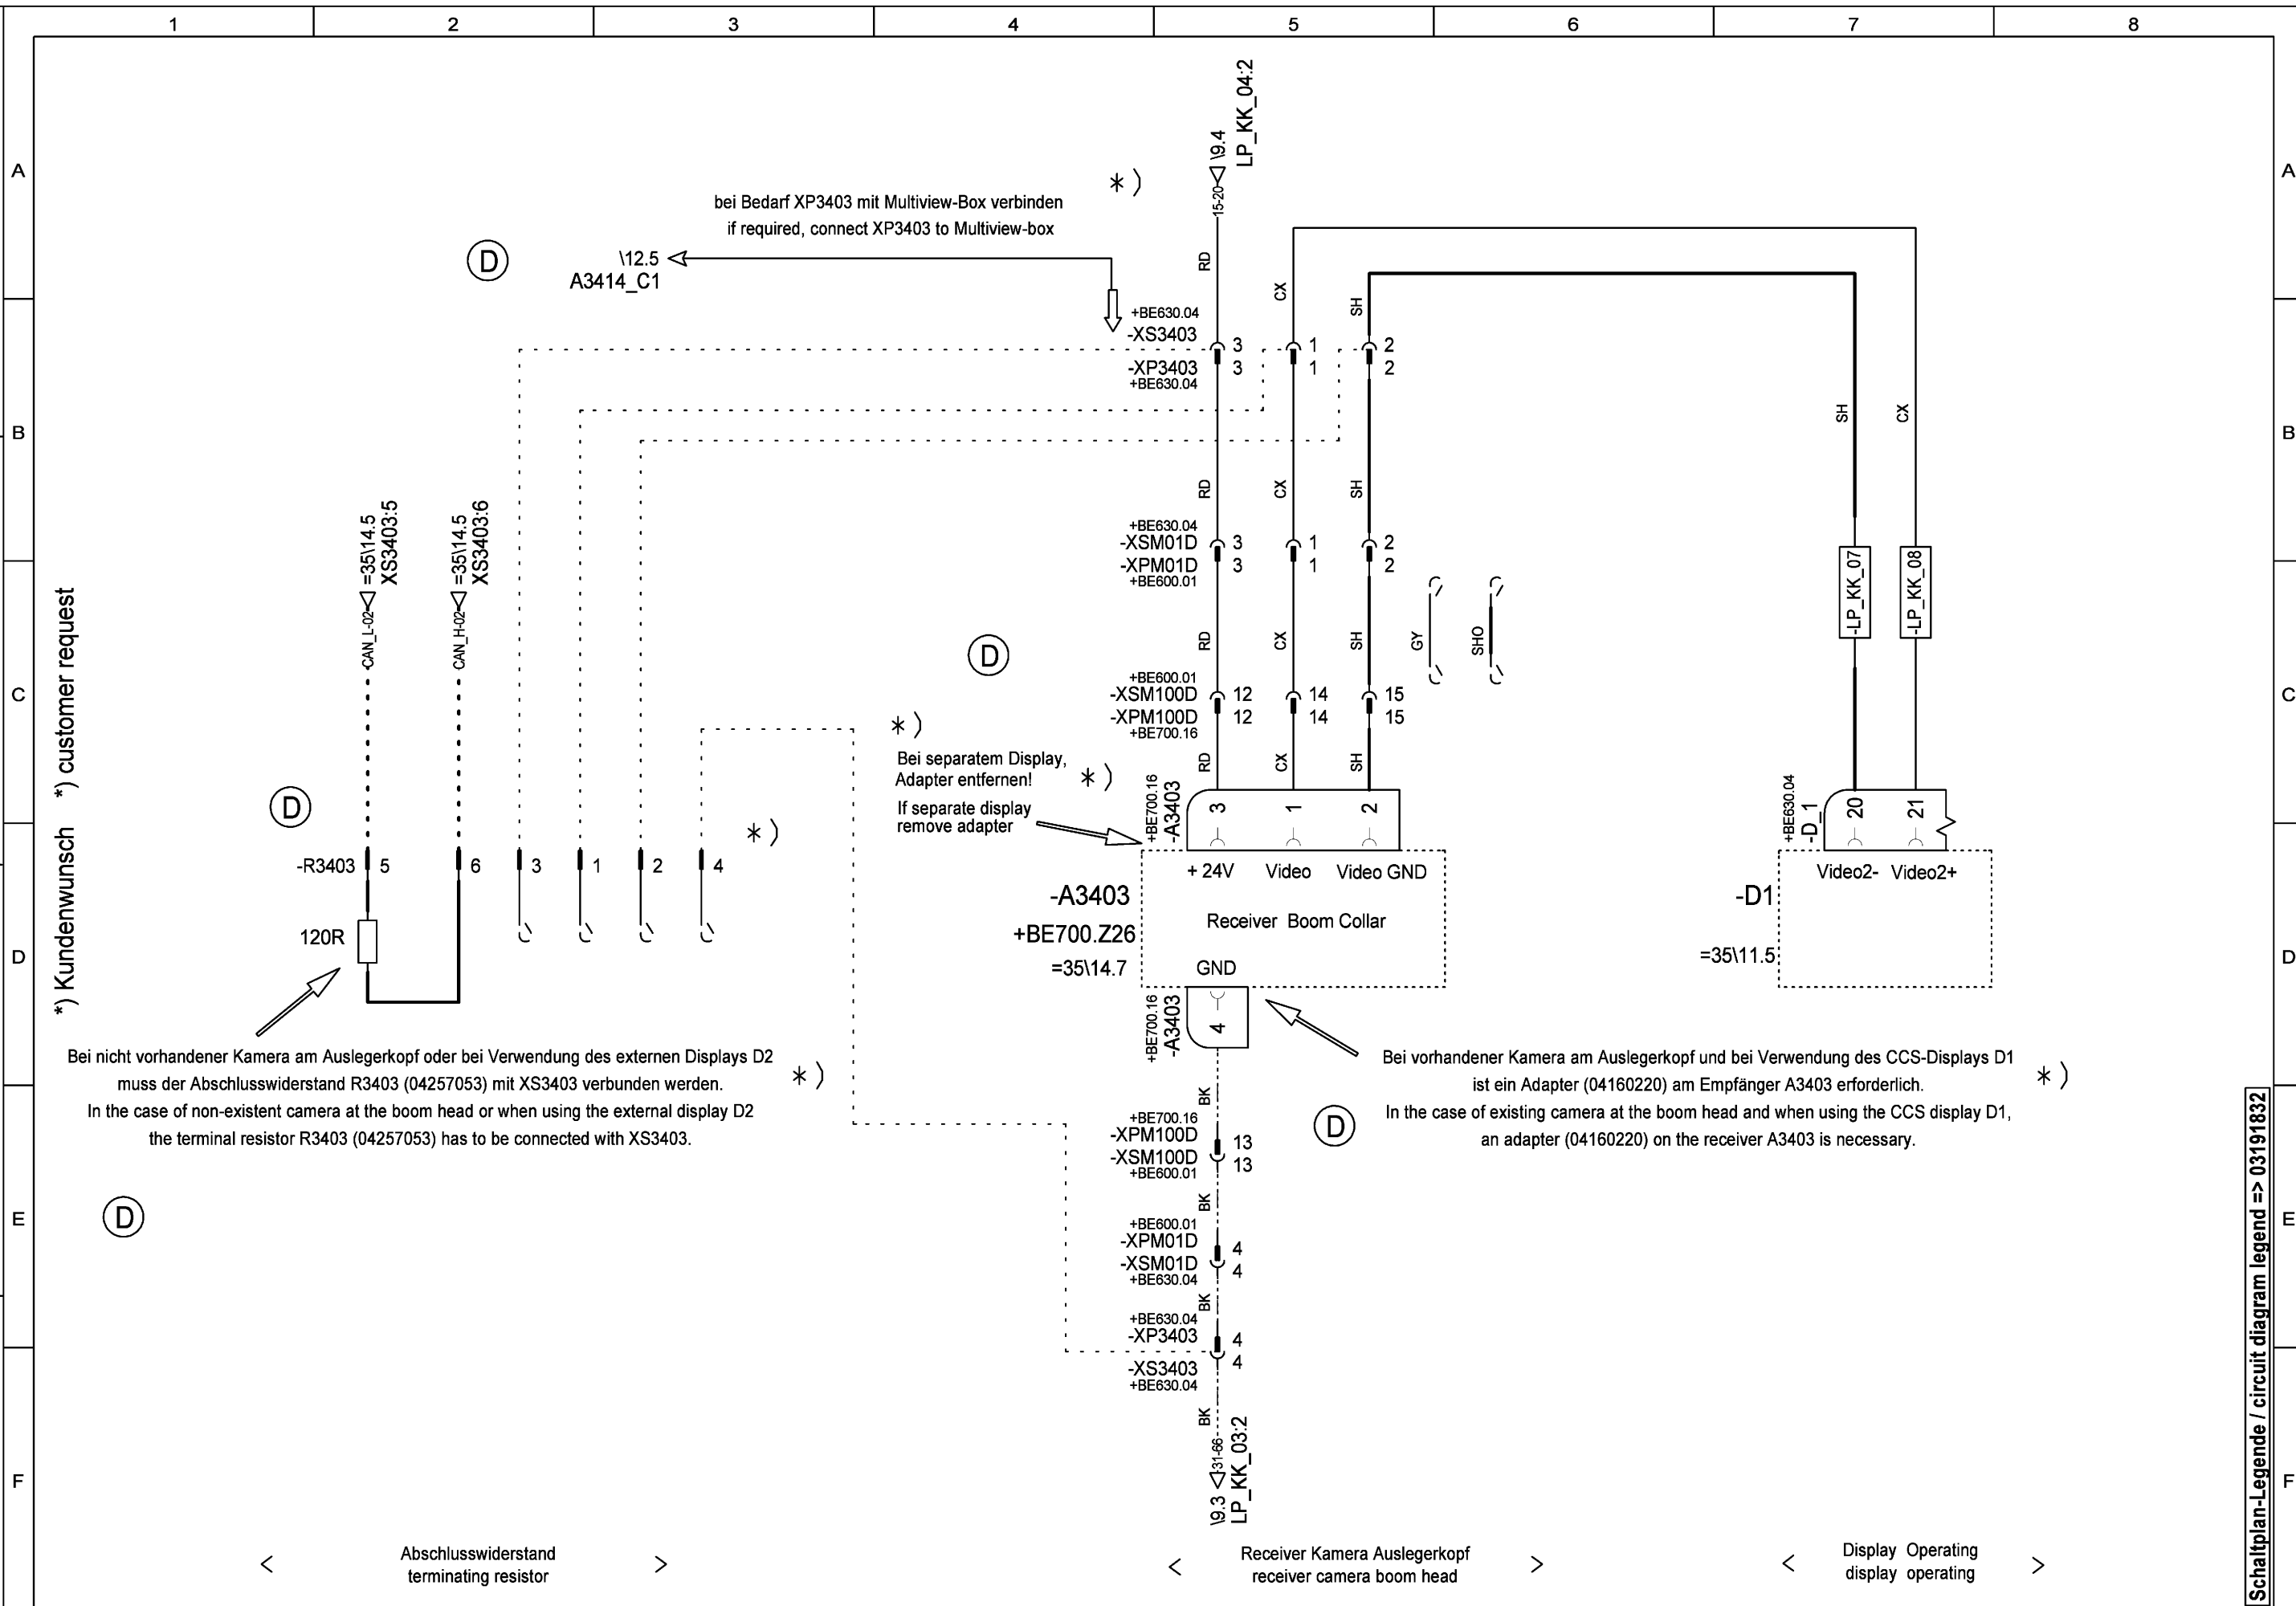 1
2
3
4
5
6
7
8
A
A
B
B
C
C
D
D
E
E
F
F
LP_KK_04:2
\9.4
15-20
*)
bei Bedarf XP3403 mit Multiview-Box verbinden
if required, connect XP3403 to Multiview-box
D
\12.5
A3414_C1
RD
CX
SH
+BE630.04
-XS3403
3
1
2
-XP3403
3
1
2
+BE630.04
SH
CX
RD
CX
SH
=35\14.5
XS3403:5
=35\14.5
XS3403:6
CAN_L-02
CAN_H-02
+BE630.04
-XSM01D
3
1
2
-XPM01D
3
1
2
+BE600.01
-LP_KK_07
-LP_KK_08
D
RD
CX
SH
GY
SHO
+BE600.01
-XSM100D
12
14
15
-XPM100D
12
14
15
+BE700.16
*) Kundenwunsch *) customer request
*)
Bei separatem Display,
Adapter entfernen!
*)
If separate display
remove adapter
RD
CX
SH
+BE700.16
-A3403
3
1
2
+BE630.04
-D_1
20
21
D
*)
-R3403
5
6
3
1
2
4
+ 24V
Video
Video GND
Video2-
Video2+
-A3403
+BE700.Z26
=35\14.7
Receiver Boom Collar
GND
-D1
=35\11.5
120R
+BE700.16
-A3403
4
Bei nicht vorhandener Kamera am Auslegerkopf oder bei Verwendung des externen Displays D2
muss der Abschlusswiderstand R3403 (04257053) mit XS3403 verbunden werden.
*)
In the case of non-existent camera at the boom head or when using the external display D2
the terminal resistor R3403 (04257053) has to be connected with XS3403.
Bei vorhandener Kamera am Auslegerkopf und bei Verwendung des CCS-Displays D1
ist ein Adapter (04160220) am Empfänger A3403 erforderlich.
*)
In the case of existing camera at the boom head and when using the CCS display D1,
an adapter (04160220) on the receiver A3403 is necessary.
D
D
BK
+BE700.16
-XPM100D
13
-XSM100D
13
+BE600.01
BK
+BE600.01
-XPM01D
4
-XSM01D
4
+BE630.04
BK
+BE630.04
-XP3403
4
-XS3403
4
+BE630.04
BK
31-66
\9.3
LP_KK_03:2
< Abschlusswiderstand >
terminating resistor
< Receiver Kamera Auslegerkopf >
receiver camera boom head
< Display Operating >
display operating
Schaltplan-Legende / circuit diagram legend => 03191832